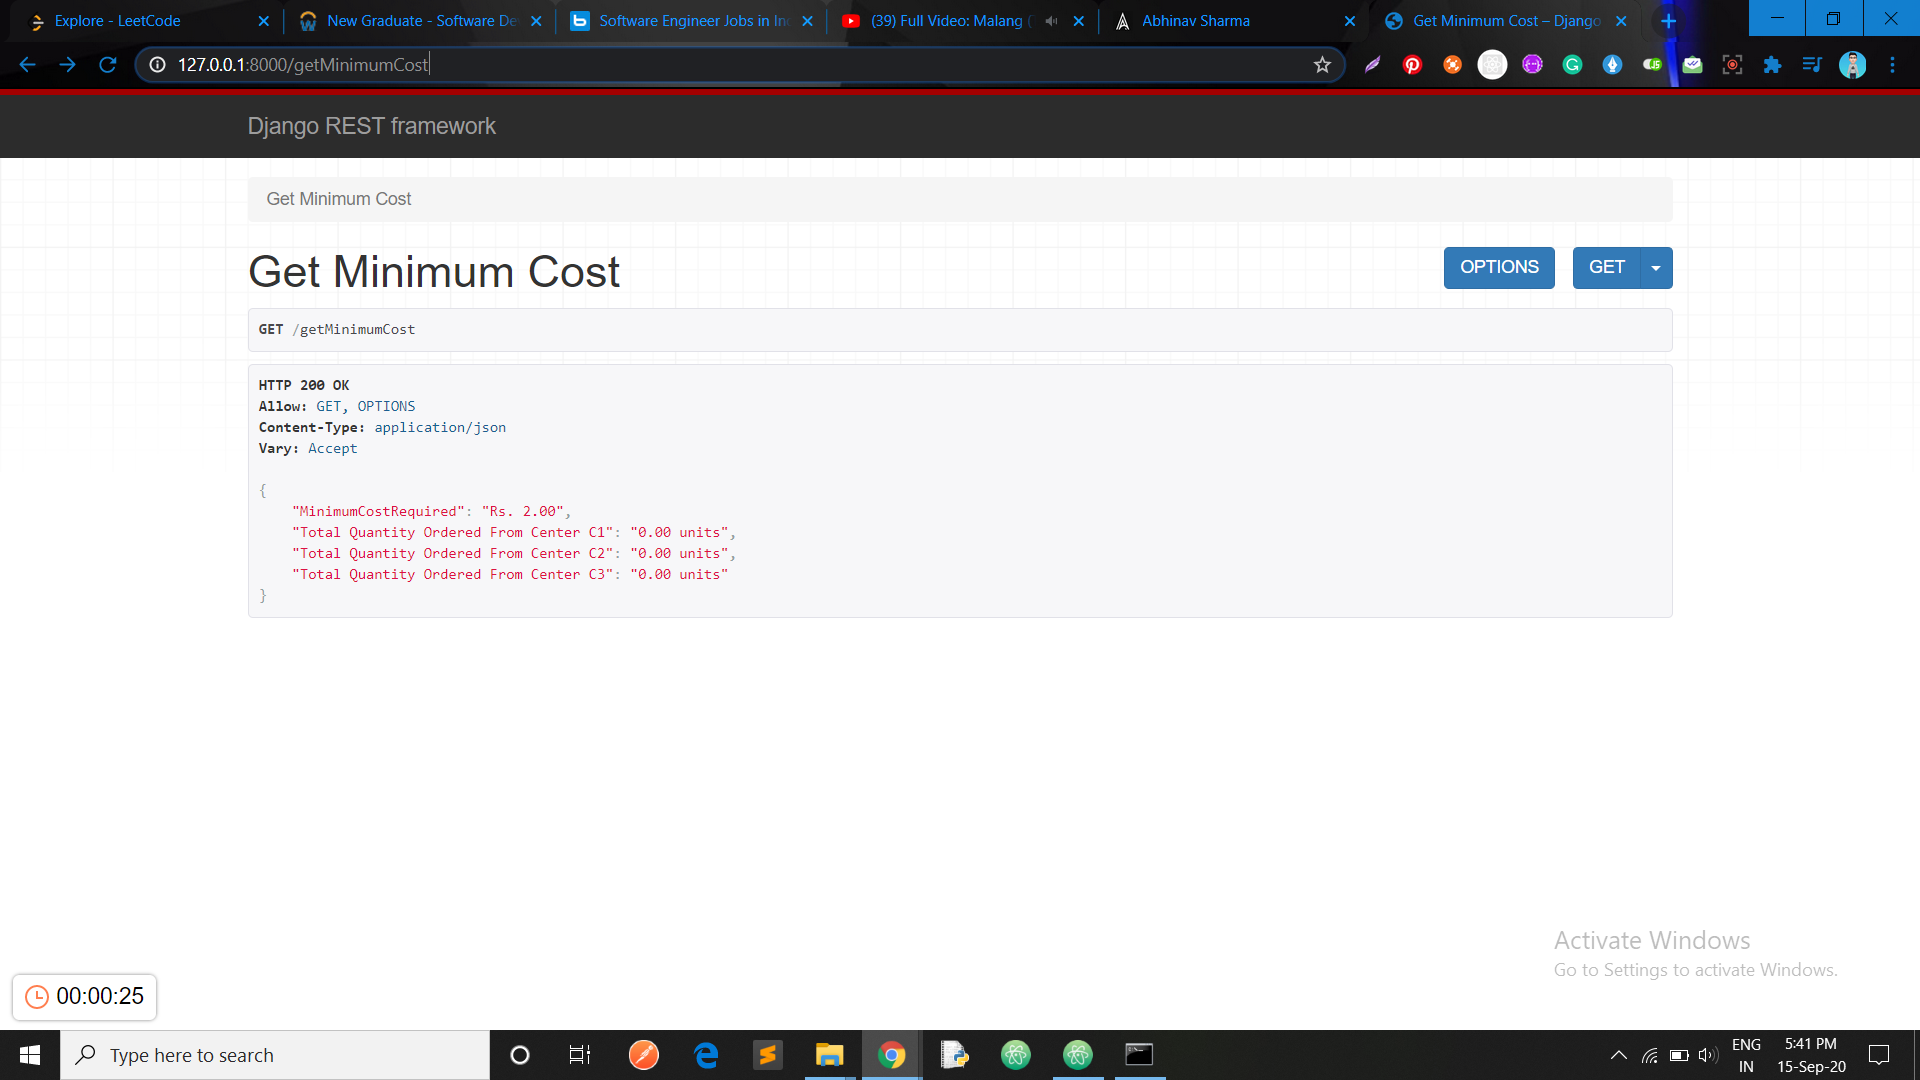 Explore - LeetCode
New Graduate - Software De
Software Engineer Jobs in In
(39) Full Video: Malang (
Abhinav Sharma
Get Minimum Cost – Django
127.0.0.1:8000/getMinimumCost
Django REST framework
Get Minimum Cost
Get Minimum Cost
OPTIONS
GET
GET /getMinimumCost
HTTP 200 OK
Allow: GET, OPTIONS
Content-Type: application/json
Vary: Accept
{
"MinimumCostRequired": "Rs. 2.00",
"Total Quantity Ordered From Center C1": "0.00 units",
"Total Quantity Ordered From Center C2": "0.00 units",
"Total Quantity Ordered From Center C3": "0.00 units"
}
Activate Windows
Go to Settings to activate Windows.
00:00:25
Type here to search
ENG
IN
5:41 PM
15-Sep-20